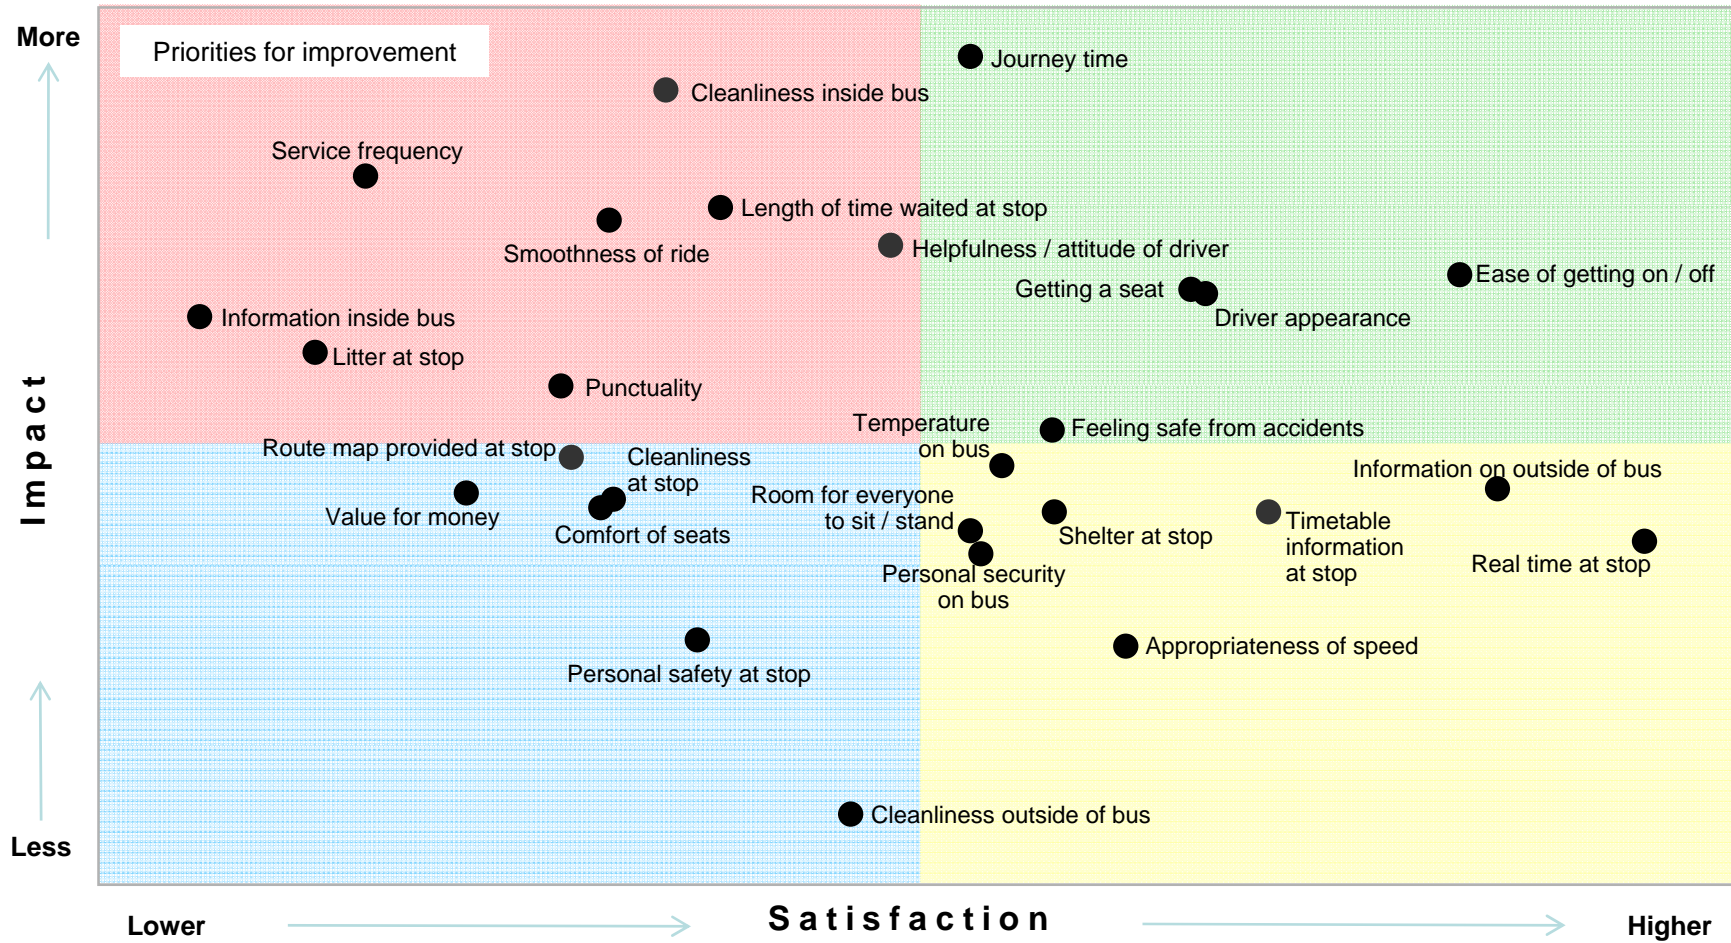 More
Priorities for improvement
Journey time
Cleanliness inside bus
Service frequency
Length of time waited at stop
Smoothness of ride
Helpfulness / attitude of driver
Ease of getting on / off
Getting a seat
Driver appearance
Information inside bus
Litter at stop
Punctuality
Impact
Temperature
on bus
Feeling safe from accidents
Route map provided at stop
Cleanliness
at stop
Information on outside of bus
Value for money
Comfort of seats
Room for everyone
to sit / stand
Shelter at stop
Timetable
information
at stop
Real time at stop
Personal security
on bus
Appropriateness of speed
Personal safety at stop
Cleanliness outside of bus
Less
Lower
Satisfaction
Higher